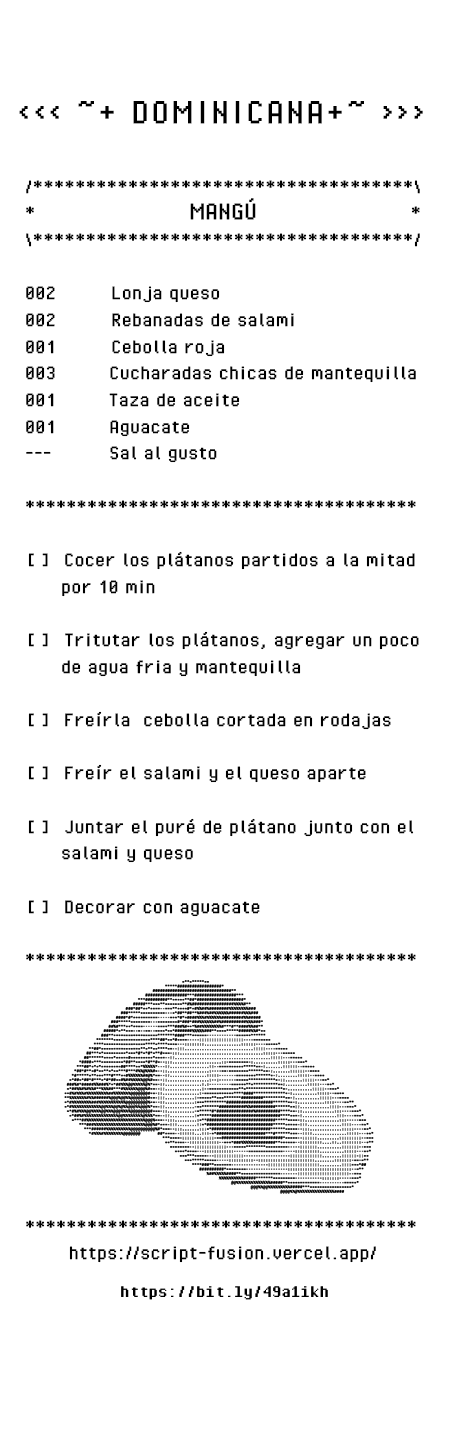 <<< ~+ DOMINICANA+~ >>>
/************************************\
* MANGÚ *
\************************************/
002 Lonja queso
002 Rebanadas de salami
001 Cebolla roja
003 Cucharadas chicas de mantequilla
001 Taza de aceite
001 Aguacate
--- Sal al gusto
**************************************
[ ] Cocer los plátanos partidos a la mitad
por 10 min
[ ] Tritutar los plátanos, agregar un poco
de agua fria y mantequilla
[ ] Freírla cebolla cortada en rodajas
[ ] Freír el salami y el queso aparte
[ ] Juntar el puré de plátano junto con el
salami y queso
[ ] Decorar con aguacate
**************************************
**************************************
https://script-fusion.vercel.app/
https://bit.ly/49a1ikh